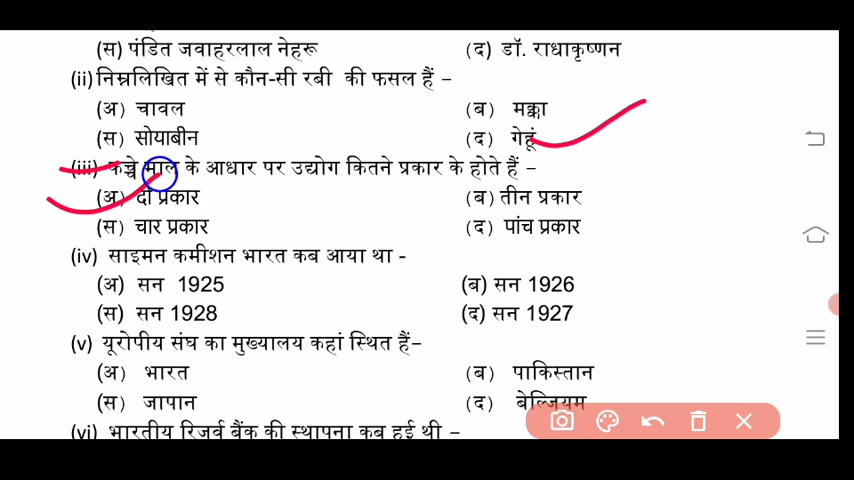 (स) पंडित जवाहरलाल नेहरू (द) डॉ. राधाकृष्णन
(ii) निम्नलिखित में से कौन-सी रबी की फसल हैं –
(अ) चावल (ब) मक्का
(स) सोयाबीन (द) गेहूं
(iii) कच्चे माल के आधार पर उद्योग कितने प्रकार के होते हैं –
(अ) दो प्रकार (ब) तीन प्रकार
(स) चार प्रकार (द) पांच प्रकार
(iv) साइमन कमीशन भारत कब आया था -
(अ) सन 1925 (ब) सन 1926
(स) सन 1928 (द) सन 1927
(v) यूरोपीय संघ का मुख्यालय कहां स्थित हैं–
(अ) भारत (ब) पाकिस्तान
(स) जापान (द) बेल्जियम
(vi) भारतीय रिजर्व बैंक की स्थापना कब हुई थी –